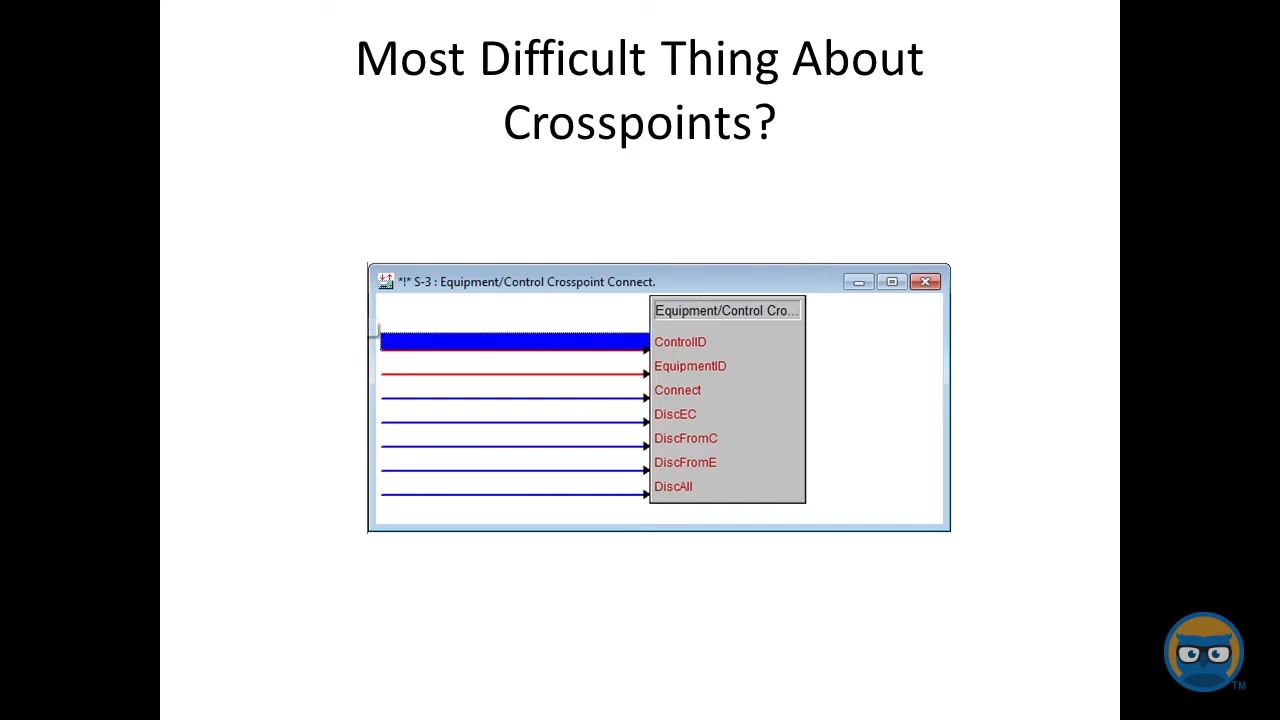 Most Difficult Thing About
Crosspoints?
*!* S-3 : Equipment/Control Crosspoint Connect.
Equipment/Control Cro...
ControlID
EquipmentID
Connect
DiscEC
DiscFromC
DiscFromE
DiscAll
TM